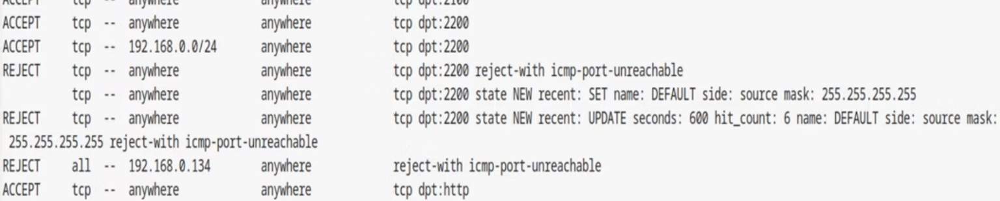 ACCEPT tcp -- anywhere anywhere tcp dpt:2100
ACCEPT tcp -- anywhere anywhere tcp dpt:2200
ACCEPT tcp -- 192.168.0.0/24 anywhere tcp dpt:2200
REJECT tcp -- anywhere anywhere tcp dpt:2200 reject-with icmp-port-unreachable
tcp -- anywhere anywhere tcp dpt:2200 state NEW recent: SET name: DEFAULT side: source mask: 255.255.255.255
REJECT tcp -- anywhere anywhere tcp dpt:2200 state NEW recent: UPDATE seconds: 600 hit_count: 6 name: DEFAULT side: source mask:
255.255.255.255 reject-with icmp-port-unreachable
REJECT all -- 192.168.0.134 anywhere reject-with icmp-port-unreachable
ACCEPT tcp -- anywhere anywhere tcp dpt:http